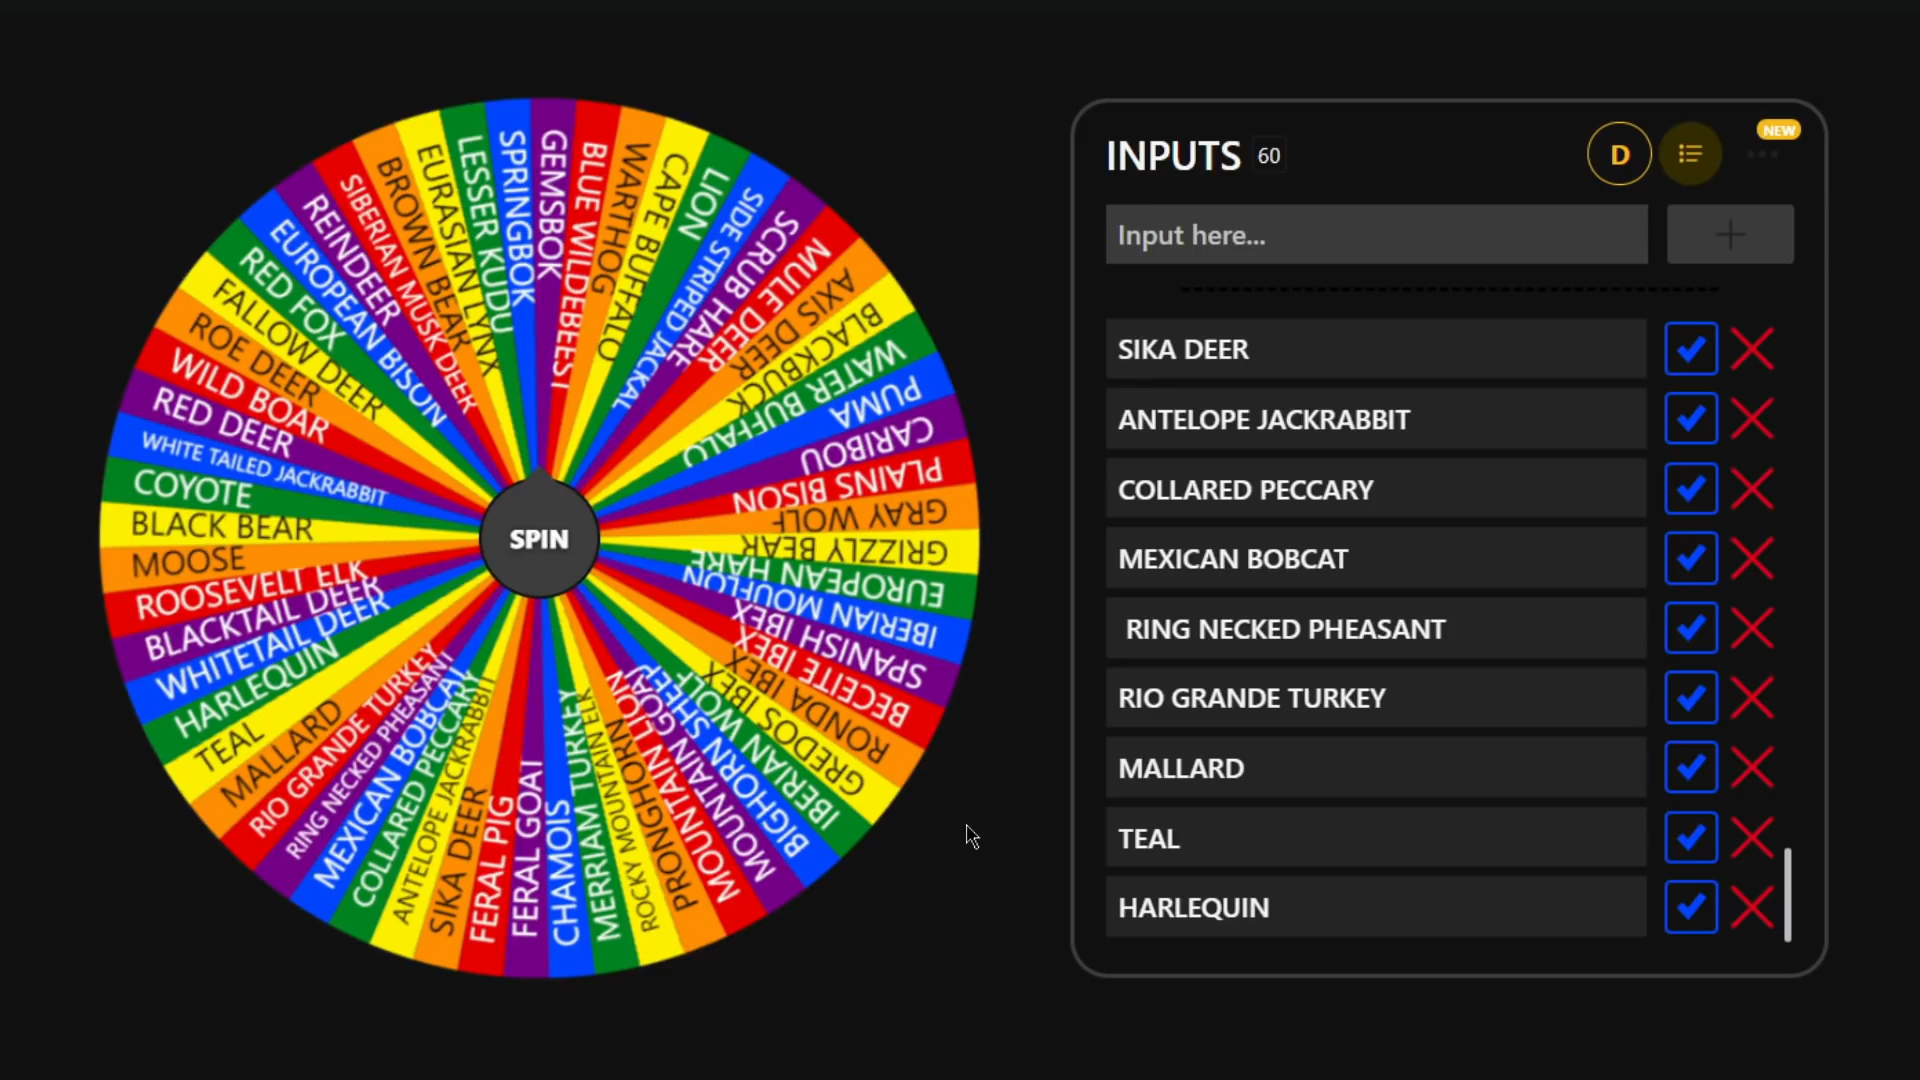 GEMSBOK
BLUE WILDEBEEST
WARTHOG
CAPE BUFFALO
LION
SIDE STRIPED JACKAL
SCRUB HARE
MULE DEER
AXIS DEER
BLACKBUCK
WATER BUFFALO
PUMA
CARIBOU
PLAINS BISON
GRAY WOLF
GRIZZLY BEAR
EUROPEAN HARE
IBERIAN MOUFLON
SPANISH IBEX
BECEITE IBEX
RONDA IBEX
GREDOS IBEX
IBERIAN WOLF
BIGHORN SHEEP
MOUNTAIN GOAT
MOUNTAIN LION
PRONGHORN
ROCKY MOUNTAIN ELK
MERRIAM TURKEY
CHAMOIS
FERAL GOAT
FERAL PIG
SIKA DEER
ANTELOPE JACKRABBIT
COLLARED PECCARY
MEXICAN BOBCAT
RING NECKED PHEASANT
RIO GRANDE TURKEY
MALLARD
TEAL
HARLEQUIN
WHITETAIL DEER
BLACKTAIL DEER
ROOSEVELT ELK
MOOSE
BLACK BEAR
COYOTE
WHITE TAILED JACKRABBIT
RED DEER
WILD BOAR
ROE DEER
FALLOW DEER
RED FOX
EUROPEAN BISON
REINDEER
SIBERIAN MUSK DEER
BROWN BEAR
EURASIAN LYNX
LESSER KUDU
SPRINGBOK
SPIN
INPUTS 60
D
NEW
Input here...
SIKA DEER
ANTELOPE JACKRABBIT
COLLARED PECCARY
MEXICAN BOBCAT
RING NECKED PHEASANT
RIO GRANDE TURKEY
MALLARD
TEAL
HARLEQUIN